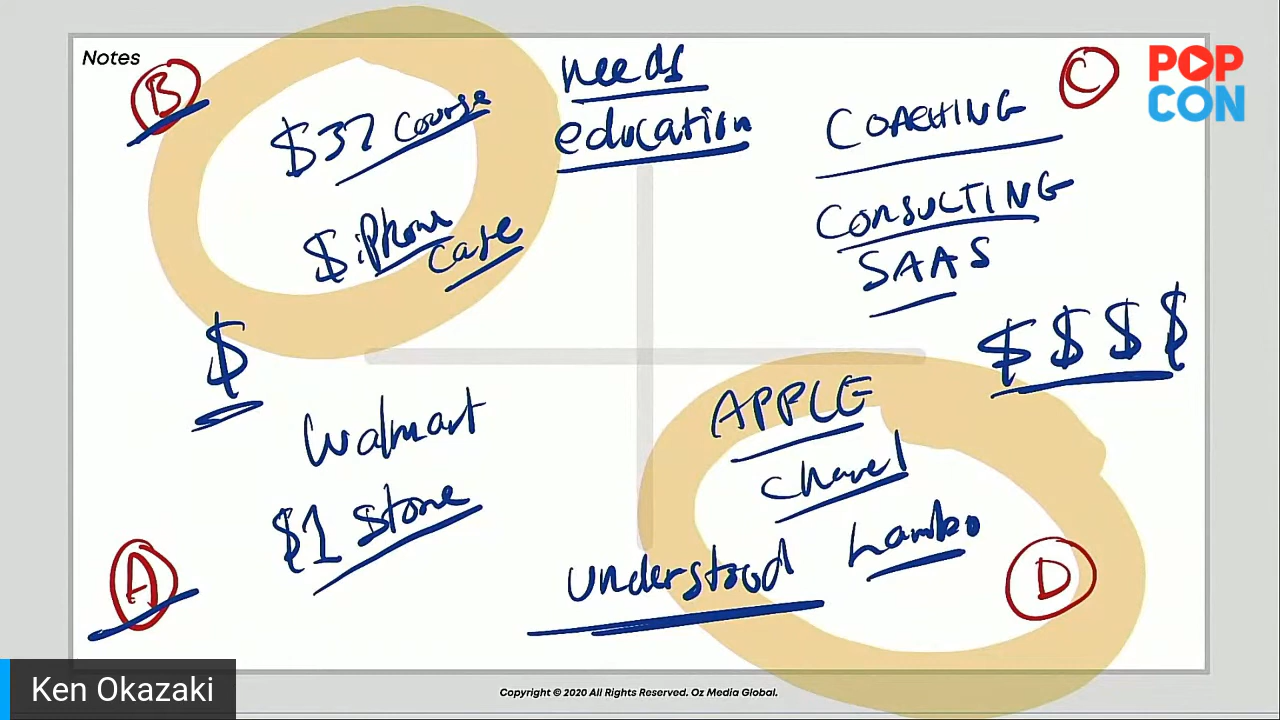 Notes
B
$37 course
$ iPhone
case
needs
education
C
POP
CON
COACHING
CONSULTING
SAAS
$
$ $ $ $
Walmart
$1 store
A
APPLE
chanel
Lambo
understood
D
Ken Okazaki
Copyright © 2020 All Rights Reserved. Oz Media Global.